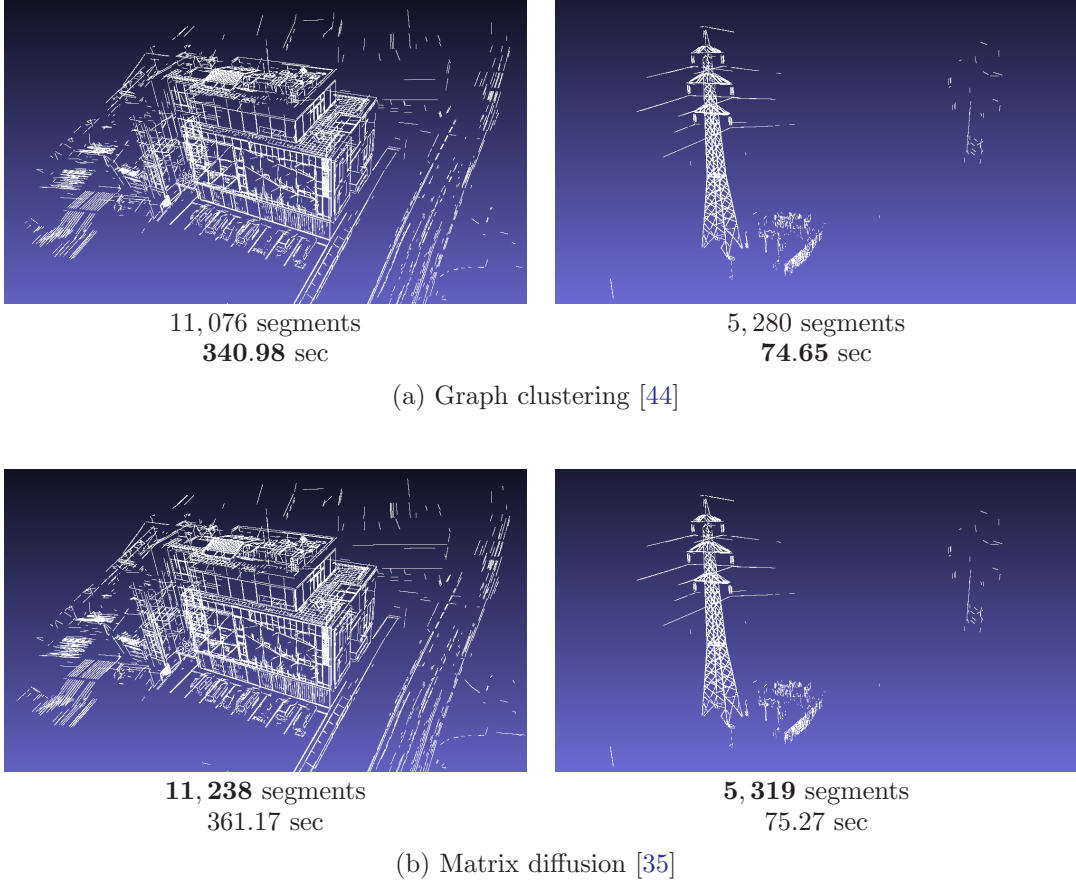 11, 076 segments
5, 280 segments
340.98 sec
74.65 sec
(a) Graph clustering [44]
11, 238 segments
5, 319 segments
361.17 sec
75.27 sec
(b) Matrix diffusion [35]